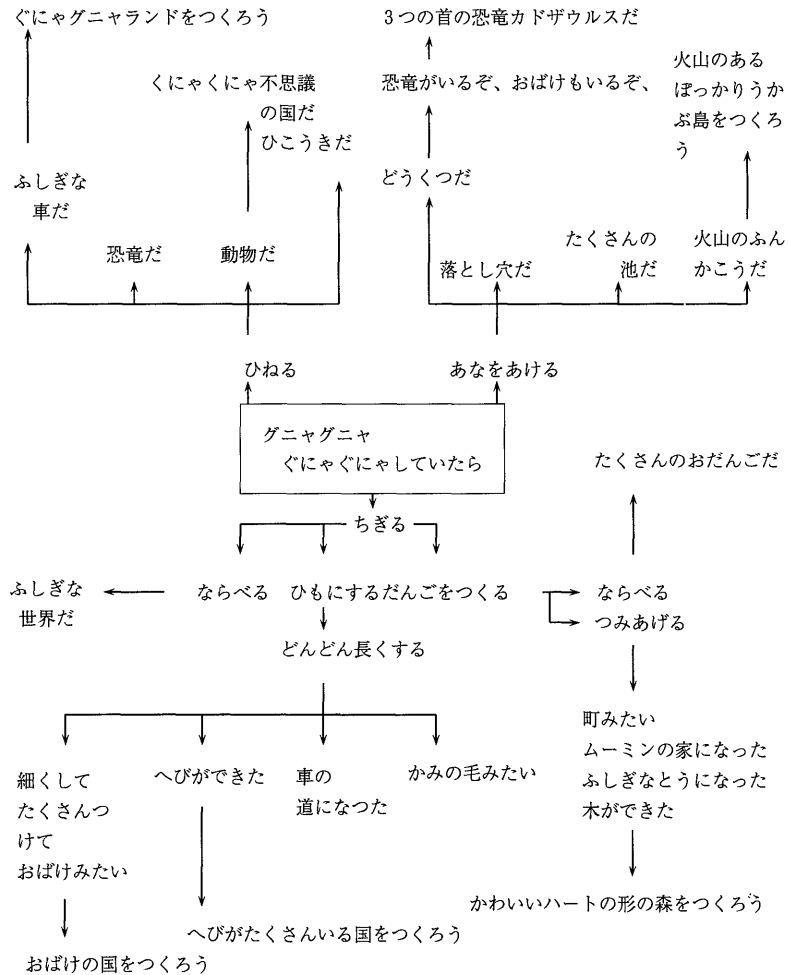 ぐにゃグニャランドをつくろう
3つの首の恐竜カドザウルスだ
くにゃくにゃ不思議
の国だ
ひこうきだ
恐竜がいるぞ、おばけもいるぞ、
火山のある
ぽっかりうか
ぶ島をつくろ
う
ふしぎな
車だ
どうくつだ
恐竜だ
動物だ
落とし穴だ
たくさんの
池だ
火山のふん
かこうだ
ひねる
あなをあける
グニャグニャ
ぐにゃぐにゃしていたら
たくさんのおだんごだ
ちぎる
ふしぎな
世界だ
ならべる
ひもにするだんごをつくる
ならべる
つみあげる
どんどん長くする
町みたい
ムーミンの家になった
ふしぎなとうになった
木ができた
細くして
たくさんつ
けて
おばけみたい
へびができた
車の
道になつた
かみの毛みたい
かわいいハートの形の森をつくろう
へびがたくさんいる国をつくろう
おばけの国をつくろう